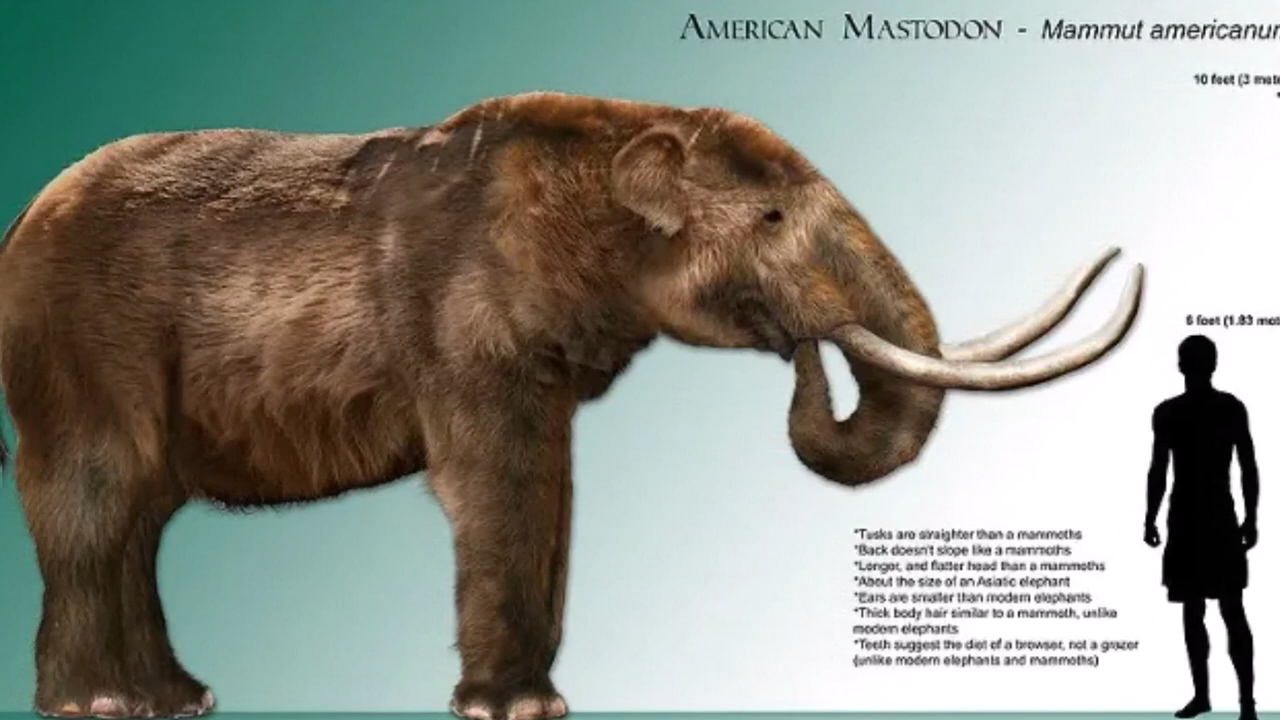 AMERICAN MASTODON - Mammut americanu
10 feet (3 mete
6 feet (1.83 met
*Tusks are straighter than a mammoths
*Back doesn't slope like a mammoths
*Longer, and flatter head than a mammoths
*About the size of an Asiatic elephant
*Ears are smaller than modern elephants
*Thick body hair similar to a mammoth, unlike
modern elephants
*Teeth suggest the diet of a browser, not a grazer
(unlike modern elephants and mammoths)